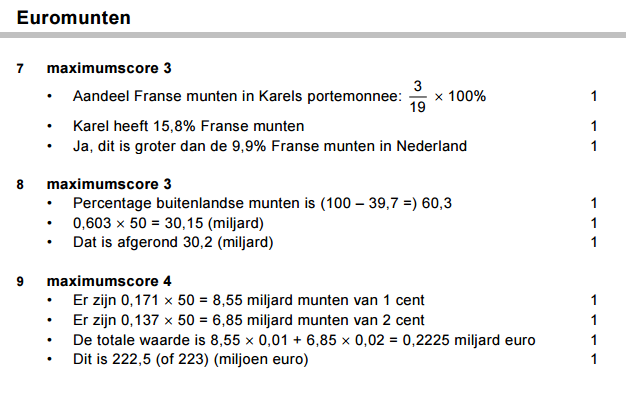 Euromunten
7 maximumscore 3
• Aandeel Franse munten in Karels portemonnee: 3/19 × 100% 1
• Karel heeft 15,8% Franse munten 1
• Ja, dit is groter dan de 9,9% Franse munten in Nederland 1
8 maximumscore 3
• Percentage buitenlandse munten is (100 – 39,7 =) 60,3 1
• 0,603 × 50 = 30,15 (miljard) 1
• Dat is afgerond 30,2 (miljard) 1
9 maximumscore 4
• Er zijn 0,171 × 50 = 8,55 miljard munten van 1 cent 1
• Er zijn 0,137 × 50 = 6,85 miljard munten van 2 cent 1
• De totale waarde is 8,55 × 0,01 + 6,85 × 0,02 = 0,2225 miljard euro 1
• Dit is 222,5 (of 223) (miljoen euro) 1